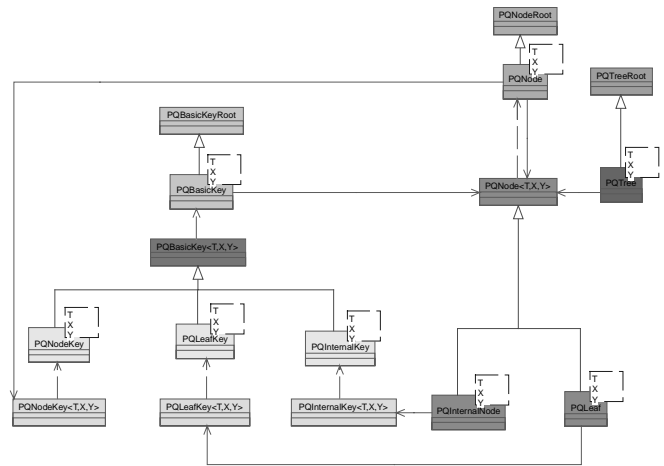 PQNodeRoot
T
X
Y
PQNode
PQTreeRoot
PQBasicKeyRoot
T
X
Y
PQBasicKey
PQNode<T,X,Y>
T
X
Y
PQTree
PQBasicKey<T,X,Y>
T
X
Y
PQNodeKey
T
X
Y
PQLeafKey
T
X
Y
PQInternalKey
PQNodeKey<T,X,Y>
PQLeafKey<T,X,Y>
PQInternalKey<T,X,Y>
T
X
Y
PQInternalNode
T
X
Y
PQLeaf